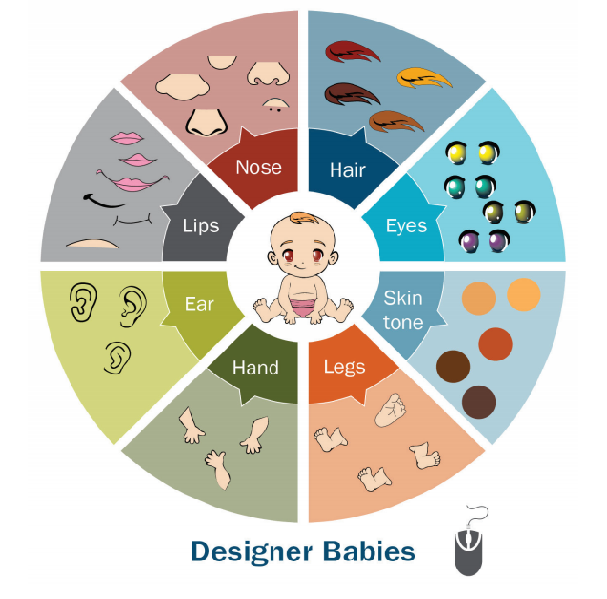 Nose
Hair
Lips
Eyes
Ear
Skin
tone
Hand
Legs
Designer Babies